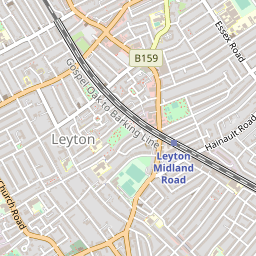 Essex Road
B159
Gospel Oak to Barking Line
Leyton
Hainault Road
Leyton
Midland
Road
Church Road